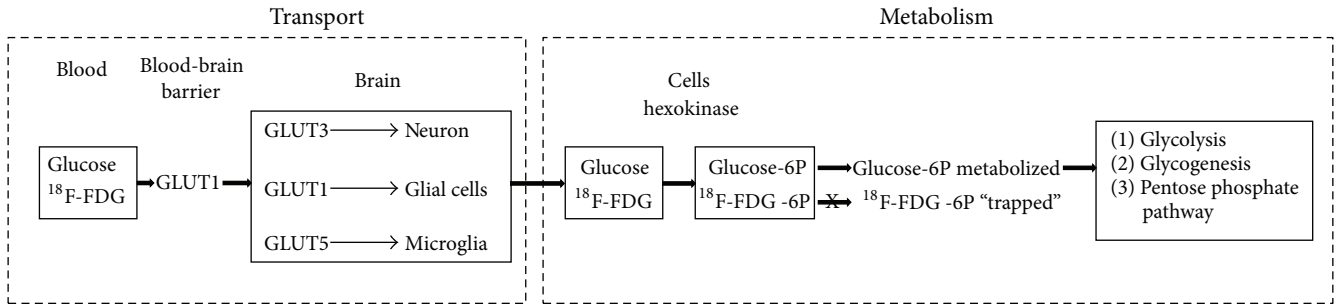 Transport
Metabolism
Blood
Blood-brain
barrier
Brain
GLUT3
Neuron
Glucose
¹⁸F-FDG
GLUT1
GLUT1
Glial cells
GLUT5
Microglia
Cells
hexokinase
Glucose
¹⁸F-FDG
Glucose-6P
¹⁸F-FDG -6P
X
Glucose-6P metabolized
¹⁸F-FDG -6P “trapped”
(1) Glycolysis
(2) Glycogenesis
(3) Pentose phosphate
pathway